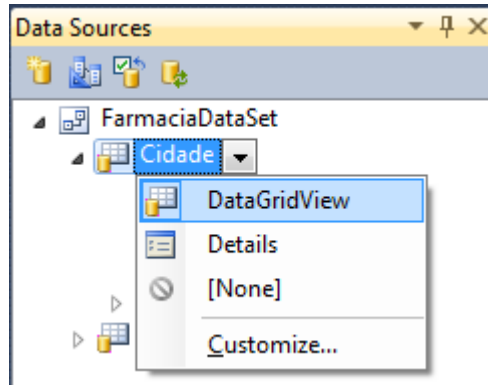 Data Sources
FarmaciaDataSet
Cidade
DataGridView
Details
[None]
Customize...